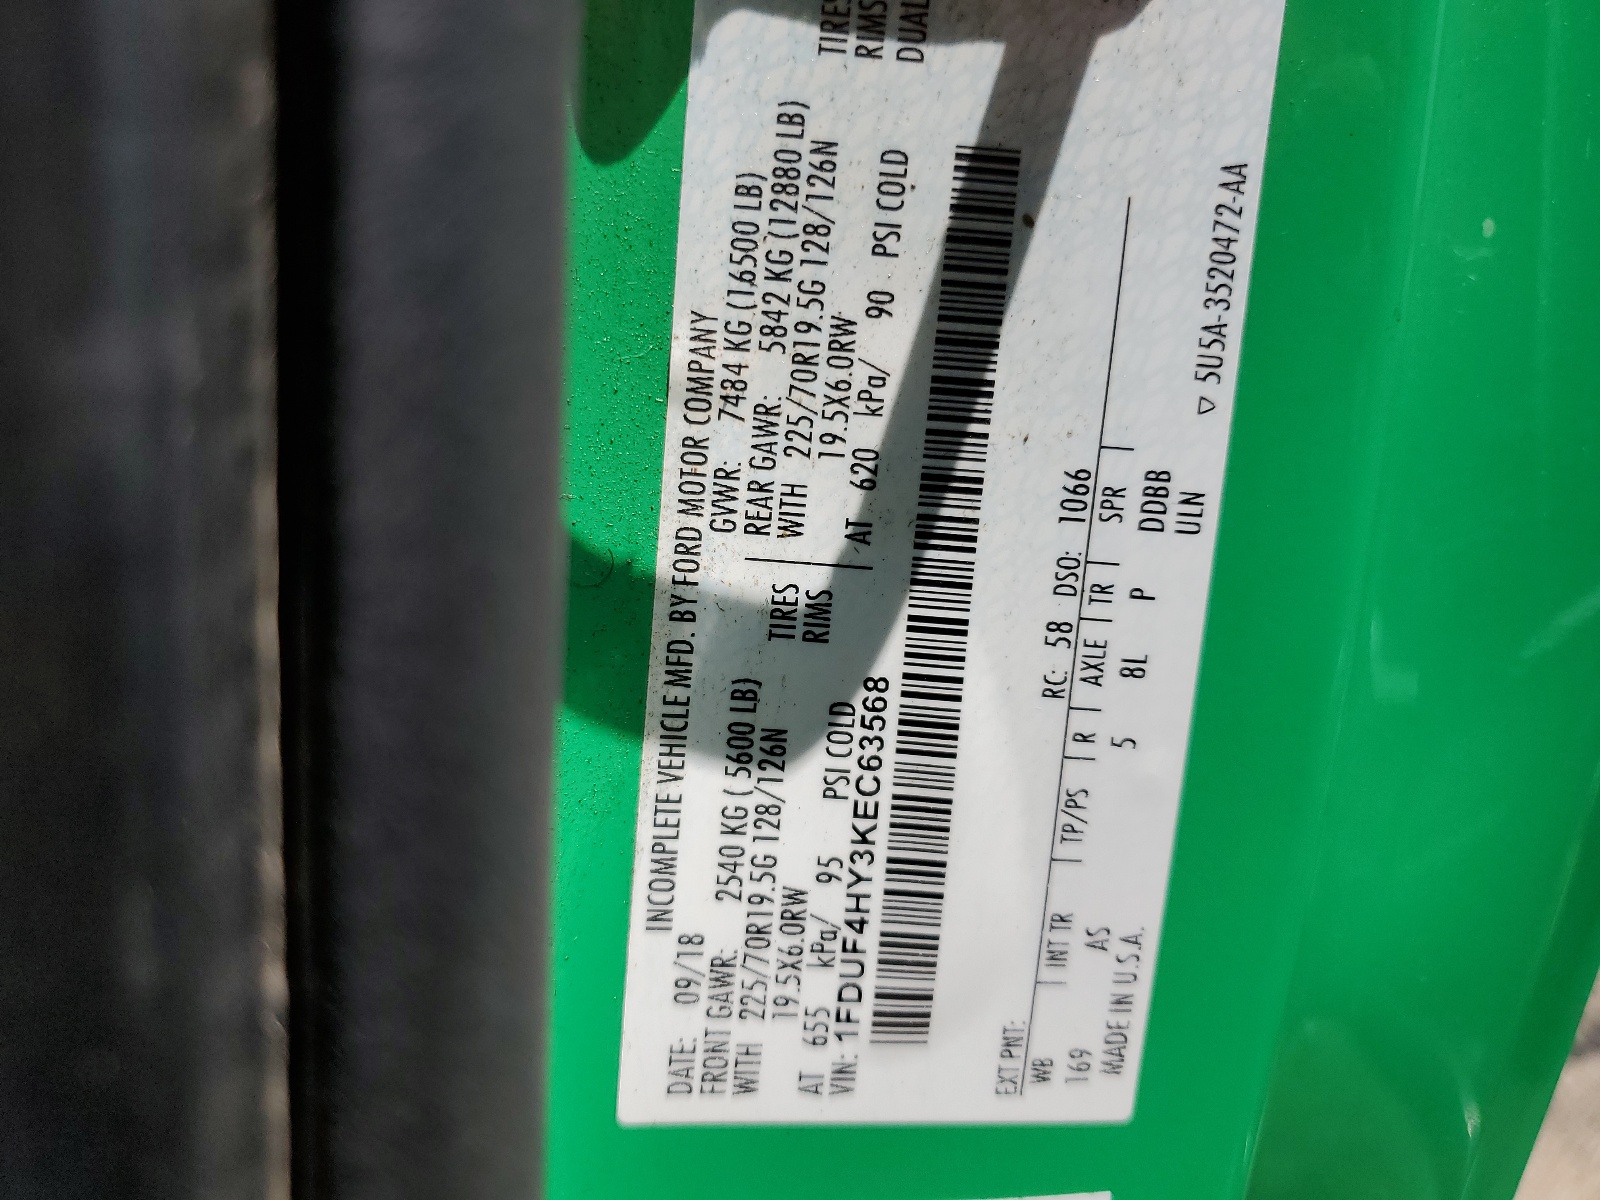 INCOMPLETE VEHICLE MFD. BY FORD MOTOR COMPANY
DATE: 09/18 GVWR: 7484 KG (16500 LB)
FRONT GAWR: 2540 KG ( 5600 LB) REAR GAWR: 5842 KG (12880 LB)
WITH 225/70R19.5G 128/126N TIRES WITH 225/70R19.5G 128/126N TIRES
19.5X6.0RW RIMS 19.5X6.0RW RIMS
AT 655 kPa/ 95 PSI COLD AT 620 kPa/ 90 PSI COLD DUAL
VIN: 1FDUF4HY3KEC63568
EXT PNT: RC: 58 DSO: 1066
WB INT TR TP/PS R AXLE TR SPR
169 AS 5 8L P DDBB
MADE IN U.S.A. ULN
▽ 5U5A-3520472-AA